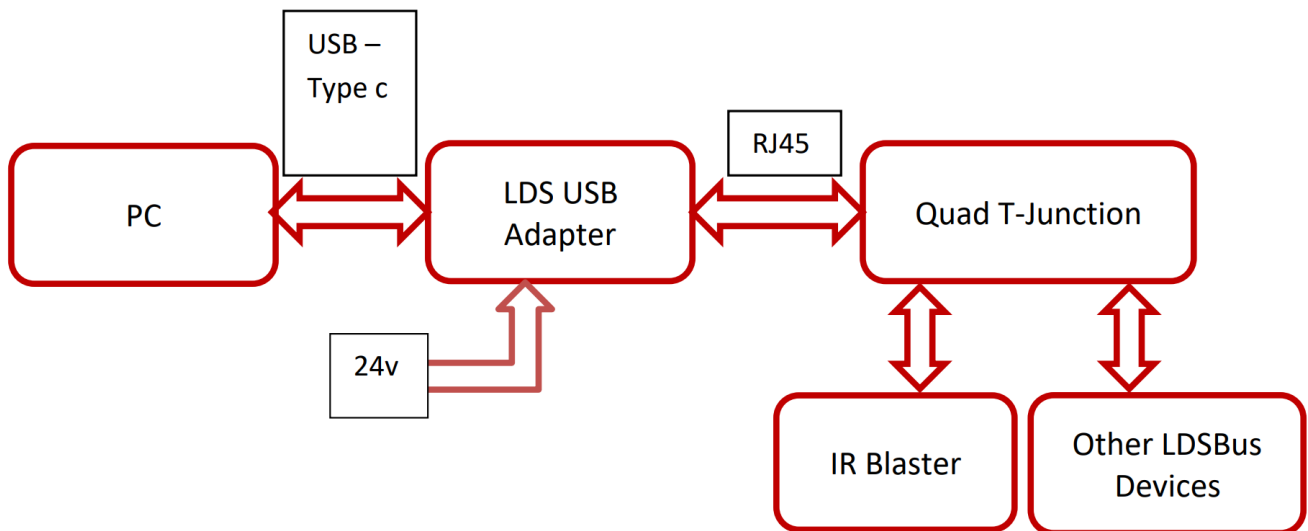 USB –
Type c
RJ45
PC
LDS USB
Adapter
Quad T-Junction
24v
IR Blaster
Other LDSBus
Devices